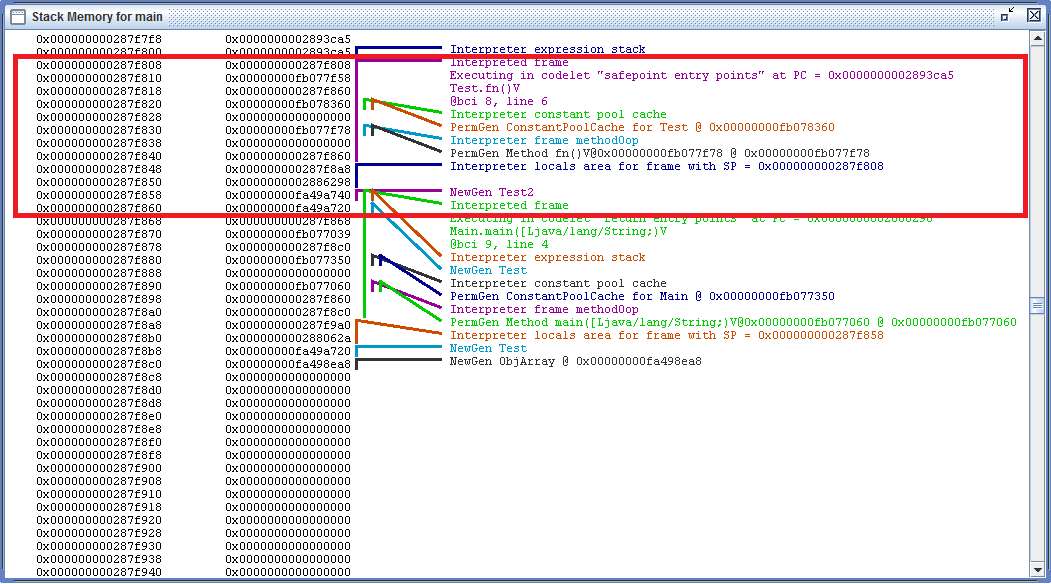 0x000000000287f7f8 0x0000000002893ca5
0x000000000287f800 0x0000000002893ca5 Interpreter expression stack
0x000000000287f808 0x000000000287f808 Interpreted frame
0x000000000287f810 0x00000000fb077f58 Executing in codelet "safepoint entry points" at PC = 0x0000000002893ca5
0x000000000287f818 0x000000000287f860 Test.fn()V
0x000000000287f820 0x00000000fb078360 @bci 8, line 6
0x000000000287f828 0x0000000000000000 Interpreter constant pool cache
0x000000000287f830 0x00000000fb077f78 PermGen ConstantPoolCache for Test @ 0x00000000fb078360
0x000000000287f838 0x0000000000000000 Interpreter frame methodOop
0x000000000287f840 0x000000000287f860 PermGen Method fn()V@0x00000000fb077f78 @ 0x00000000fb077f78
0x000000000287f848 0x000000000287f8a8 Interpreter locals area for frame with SP = 0x000000000287f808
0x000000000287f850 0x0000000002886298
0x000000000287f858 0x00000000fa49a740 NewGen Test2
0x000000000287f860 0x00000000fa49a720 Interpreted frame
0x000000000287f868 0x000000000287f868 Executing in codelet "return entry points" at PC =
0x000000000287f870 0x00000000fb077039 Main.main([Ljava/lang/String;)V
0x000000000287f878 0x000000000287f8c0 @bci 9, line 4
0x000000000287f880 0x00000000fb077350 Interpreter expression stack
0x000000000287f888 0x0000000000000000 NewGen Test
0x000000000287f890 0x00000000fb077060 Interpreter constant pool cache
0x000000000287f898 0x000000000287f860 PermGen ConstantPoolCache for Main @ 0x00000000fb077350
0x000000000287f8a0 0x000000000287f8c0 Interpreter frame methodOop
0x000000000287f8a8 0x000000000287f9a0 PermGen Method main([Ljava/lang/String;)V@0x00000000fb077060 @ 0x00000000fb077060
0x000000000287f8b0 0x000000000288062a Interpreter locals area for frame with SP = 0x000000000287f858
0x000000000287f8b8 0x00000000fa49a720 NewGen Test
0x000000000287f8c0 0x00000000fa498ea8 NewGen ObjArray @ 0x00000000fa498ea8
0x000000000287f8c8 0x0000000000000000
0x000000000287f8d0 0x0000000000000000
0x000000000287f8d8 0x0000000000000000
0x000000000287f8e0 0x0000000000000000
0x000000000287f8e8 0x0000000000000000
0x000000000287f8f0 0x0000000000000000
0x000000000287f8f8 0x0000000000000000
0x000000000287f900 0x0000000000000000
0x000000000287f908 0x0000000000000000
0x000000000287f910 0x0000000000000000
0x000000000287f918 0x0000000000000000
0x000000000287f920 0x0000000000000000
0x000000000287f928 0x0000000000000000
0x000000000287f930 0x0000000000000000
0x000000000287f938 0x0000000000000000
0x000000000287f940 0x0000000000000000